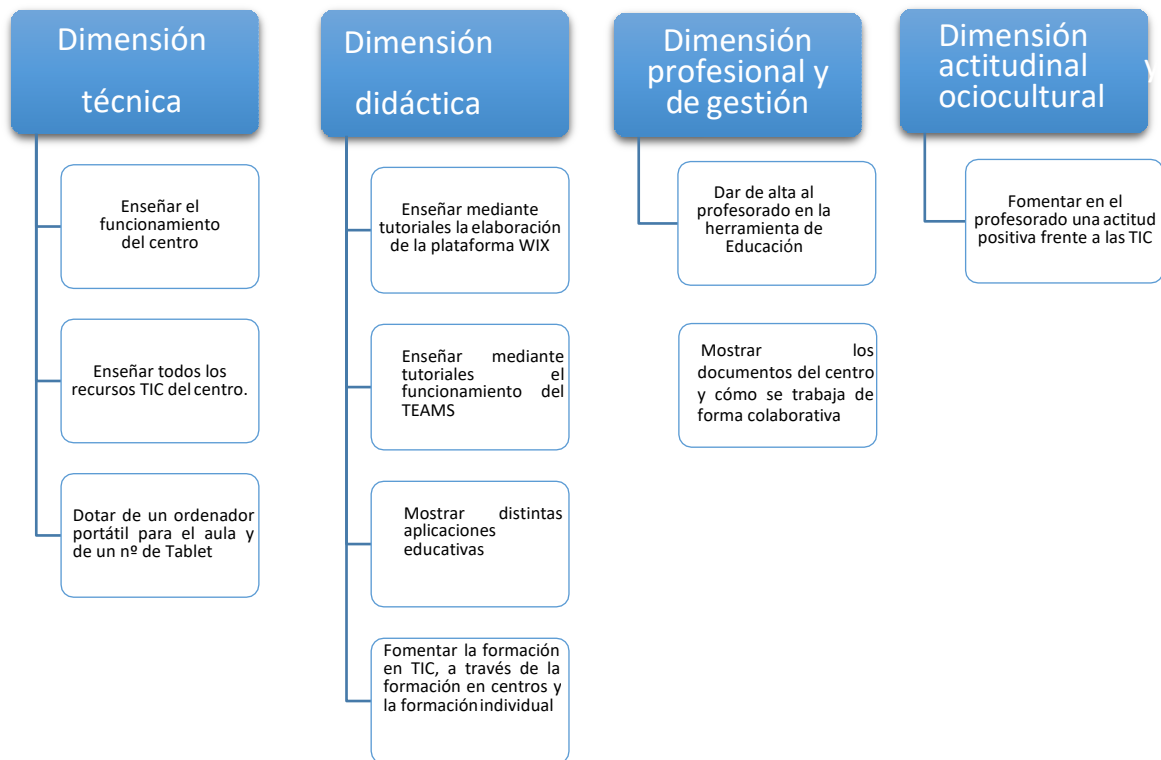 Dimensión
técnica
Enseñar el
funcionamiento
del centro
Enseñar todos los
recursos TIC del centro.
Dotar de un ordenador
portátil para el aula y
de un nº de Tablet
Dimensión
didáctica
Enseñar mediante
tutoriales la elaboración
de la plataforma WIX
Enseñar mediante
tutoriales el
funcionamiento del
TEAMS
Mostrar distintas
aplicaciones
educativas
Fomentar la formación
en TIC, a través de la
formación en centros y
la formación individual
Dimensión
profesional y
de gestión
Dar de alta al
profesorado en la
herramienta de
Educación
Mostrar los
documentos del centro
y cómo se trabaja de
forma colaborativa
Dimensión
actitudinal y
ociocultural
Fomentar en el
profesorado una actitud
positiva frente a las TIC